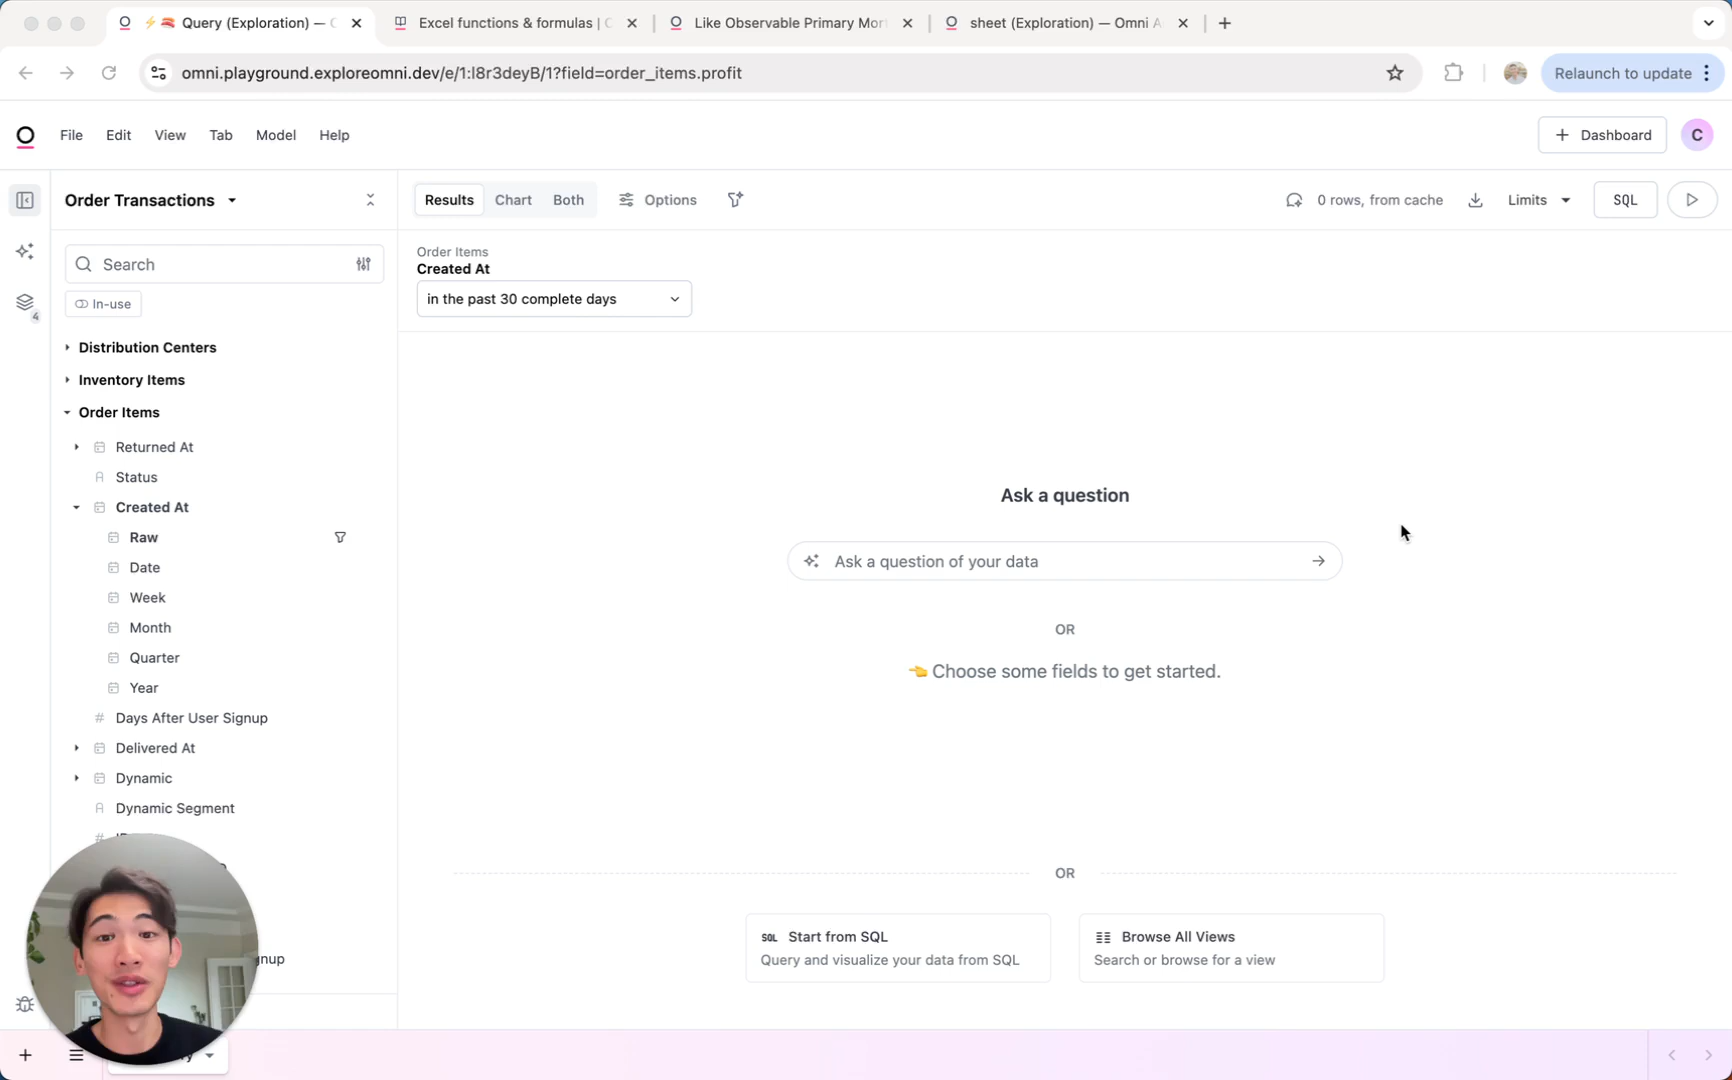 ⚡ Query (Exploration) — O
Excel functions & formulas | O
Like Observable Primary Mor
sheet (Exploration) — Omni A
omni.playground.exploreomni.dev/e/1:l8r3deyB/1?field=order_items.profit
Relaunch to update
File Edit View Tab Model Help
Dashboard
C
Order Transactions
Results Chart Both Options
0 rows, from cache
Limits
SQL
Search
In-use
Order Items
Created At
in the past 30 complete days
4
Distribution Centers
Inventory Items
Order Items
Returned At
Status
Created At
Raw
Date
Week
Month
Quarter
Year
Days After User Signup
Delivered At
Dynamic
Dynamic Segment
Ask a question
Ask a question of your data
OR
👈 Choose some fields to get started.
OR
SQL Start from SQL
Query and visualize your data from SQL
Browse All Views
Search or browse for a view